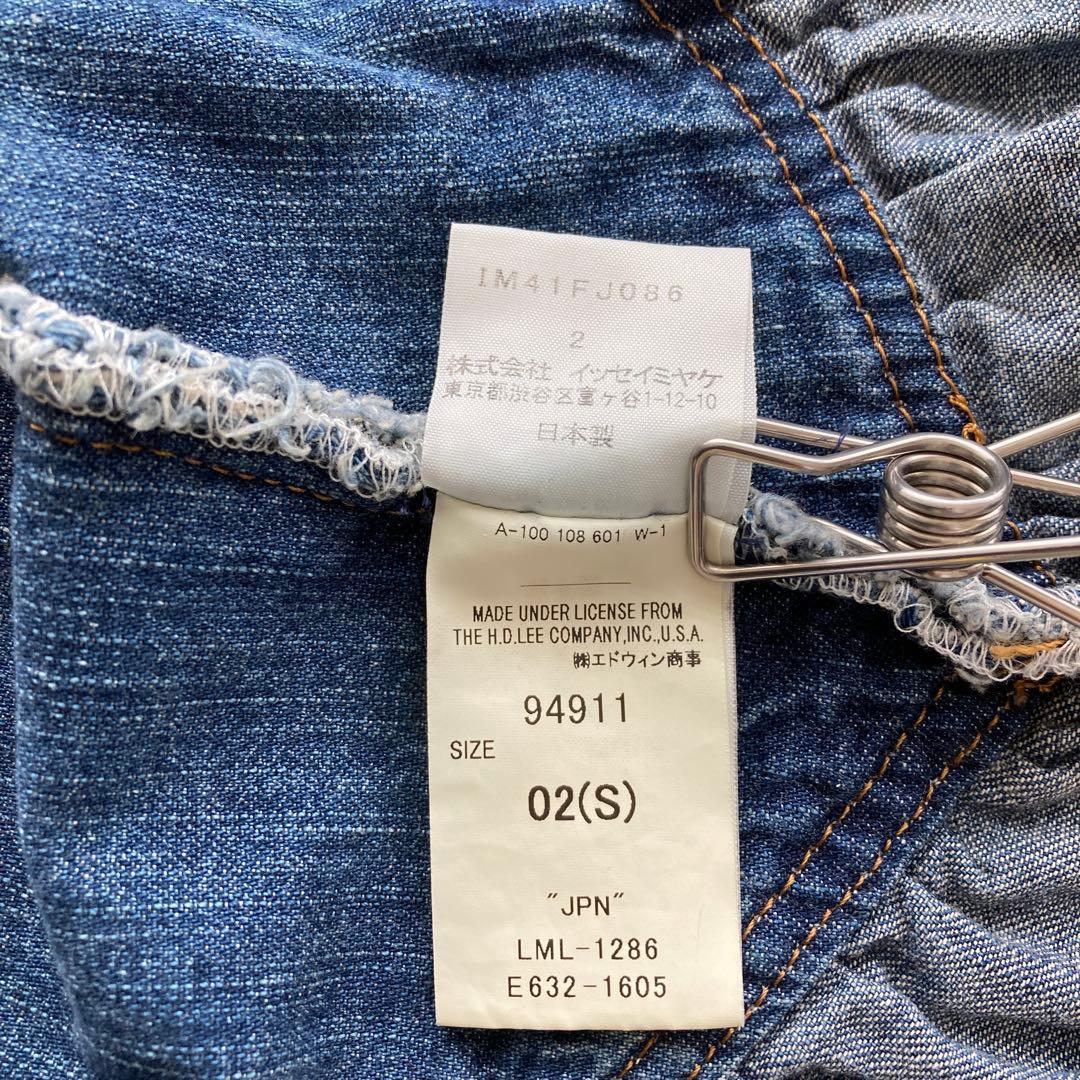 IM41FJ086
2
株式会社 イッセイミヤケ
東京都渋谷区富ヶ谷1-12-10
日本製
A-100 108 601 W-1
MADE UNDER LICENSE FROM
THE H.D.LEE COMPANY,INC.,U.S.A.
㈱エドウィン商事
94911
SIZE
02(S)
"JPN"
LML-1286
E632-1605